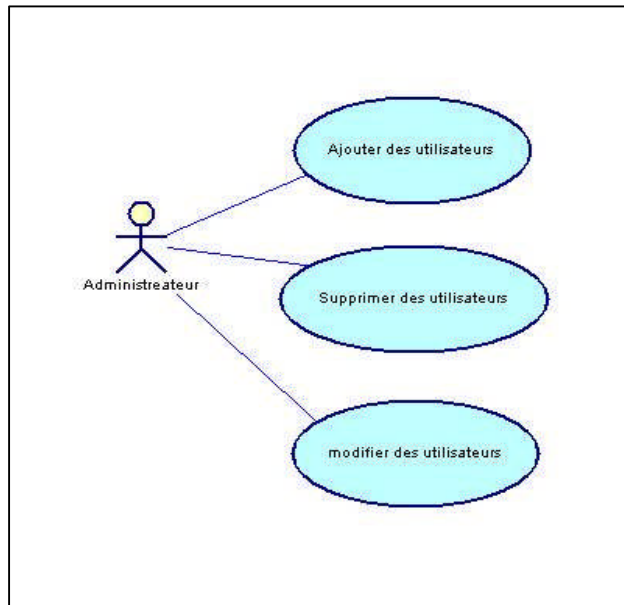 Ajouter des utilisateurs
Administreateur
Supprimer des utilisateurs
modifier des utilisateurs